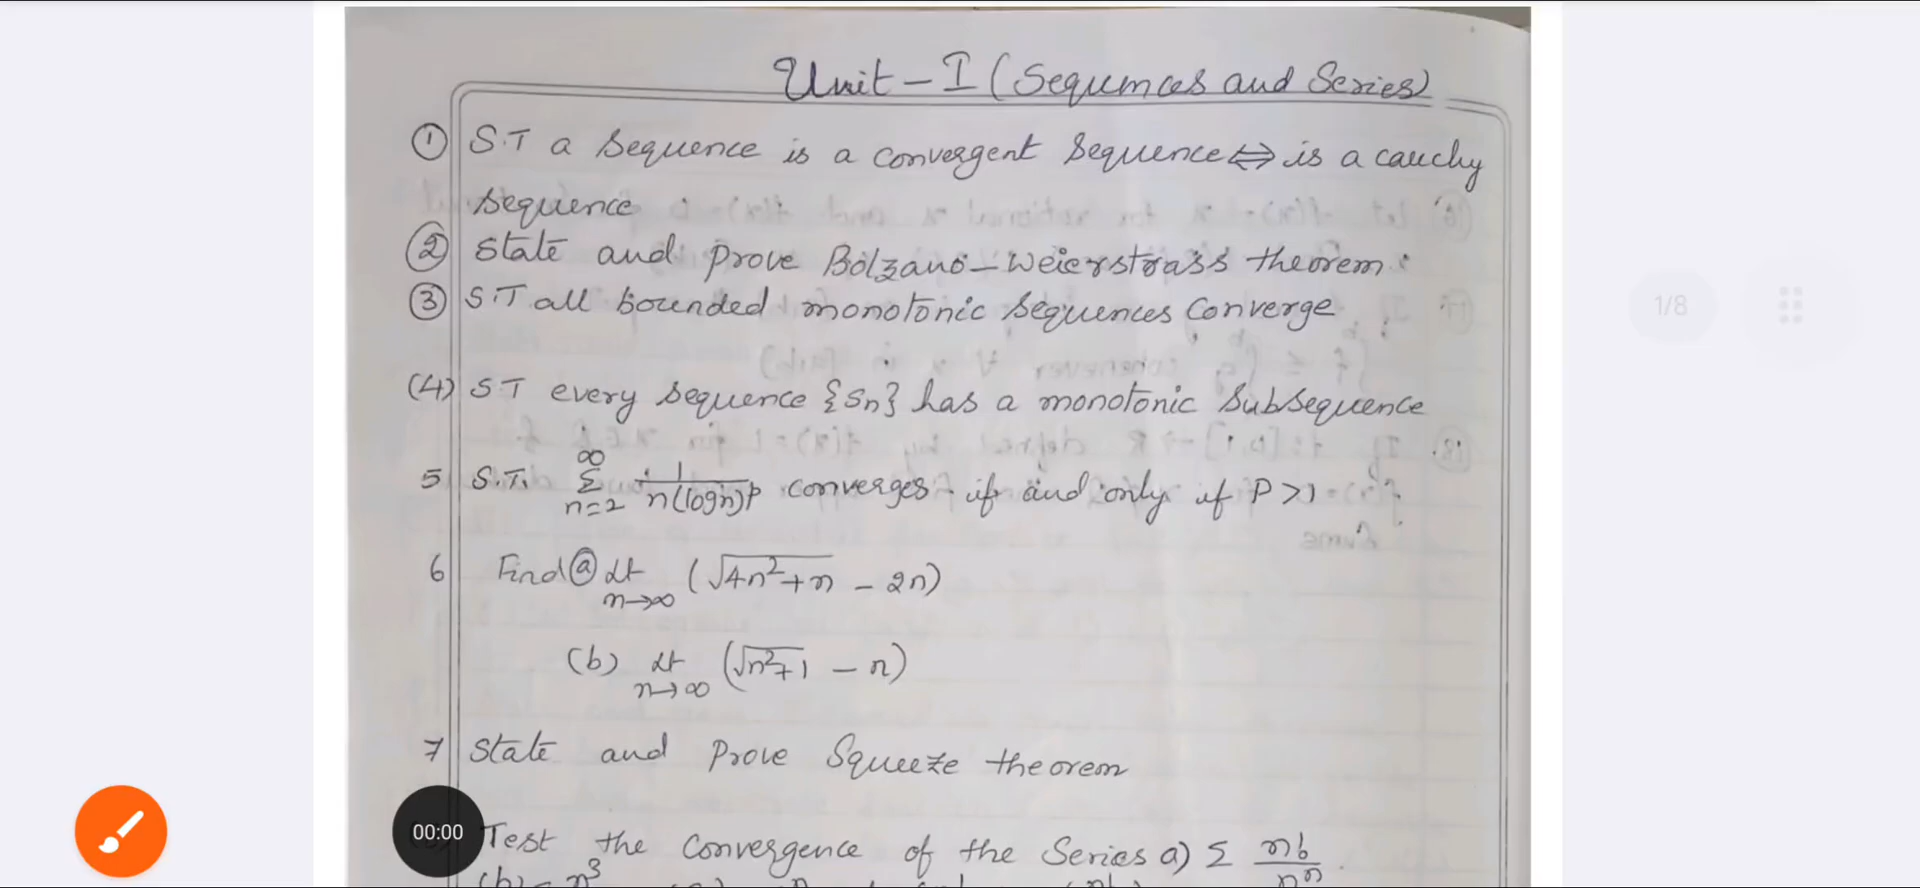 Unit - I (Sequences and Series)
① S.T a sequence is a convergent sequence ⟺ is a cauchy
sequence
② State and prove Bolzano-Weierstrass theorem.
③ S.T all bounded monotonic sequences converge
(4) S.T every sequence {Sn} has a monotonic subsequence
5 S.T. ∞ Σ n=2 1/n(logn)^p converges if and only if P>1
6 Find ⓐ Lt n→∞ (√4n²+n - 2n)
(b) Lt n→∞ (√n²+1 - n)
7 State and Prove Squeeze theorem
Test the convergence of the Series a) Σ
1/8
00:00